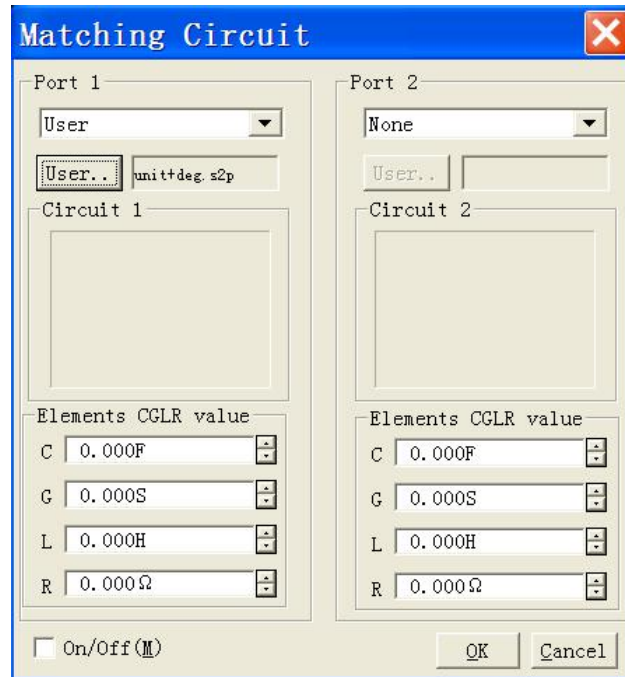 Matching Circuit
Port 1
User
User.. unit+deg.s2p
Circuit 1
Elements CGLR value
C 0.000F
G 0.000S
L 0.000H
R 0.000Ω
Port 2
None
User..
Circuit 2
Elements CGLR value
C 0.000F
G 0.000S
L 0.000H
R 0.000Ω
On/Off(M)
OK Cancel